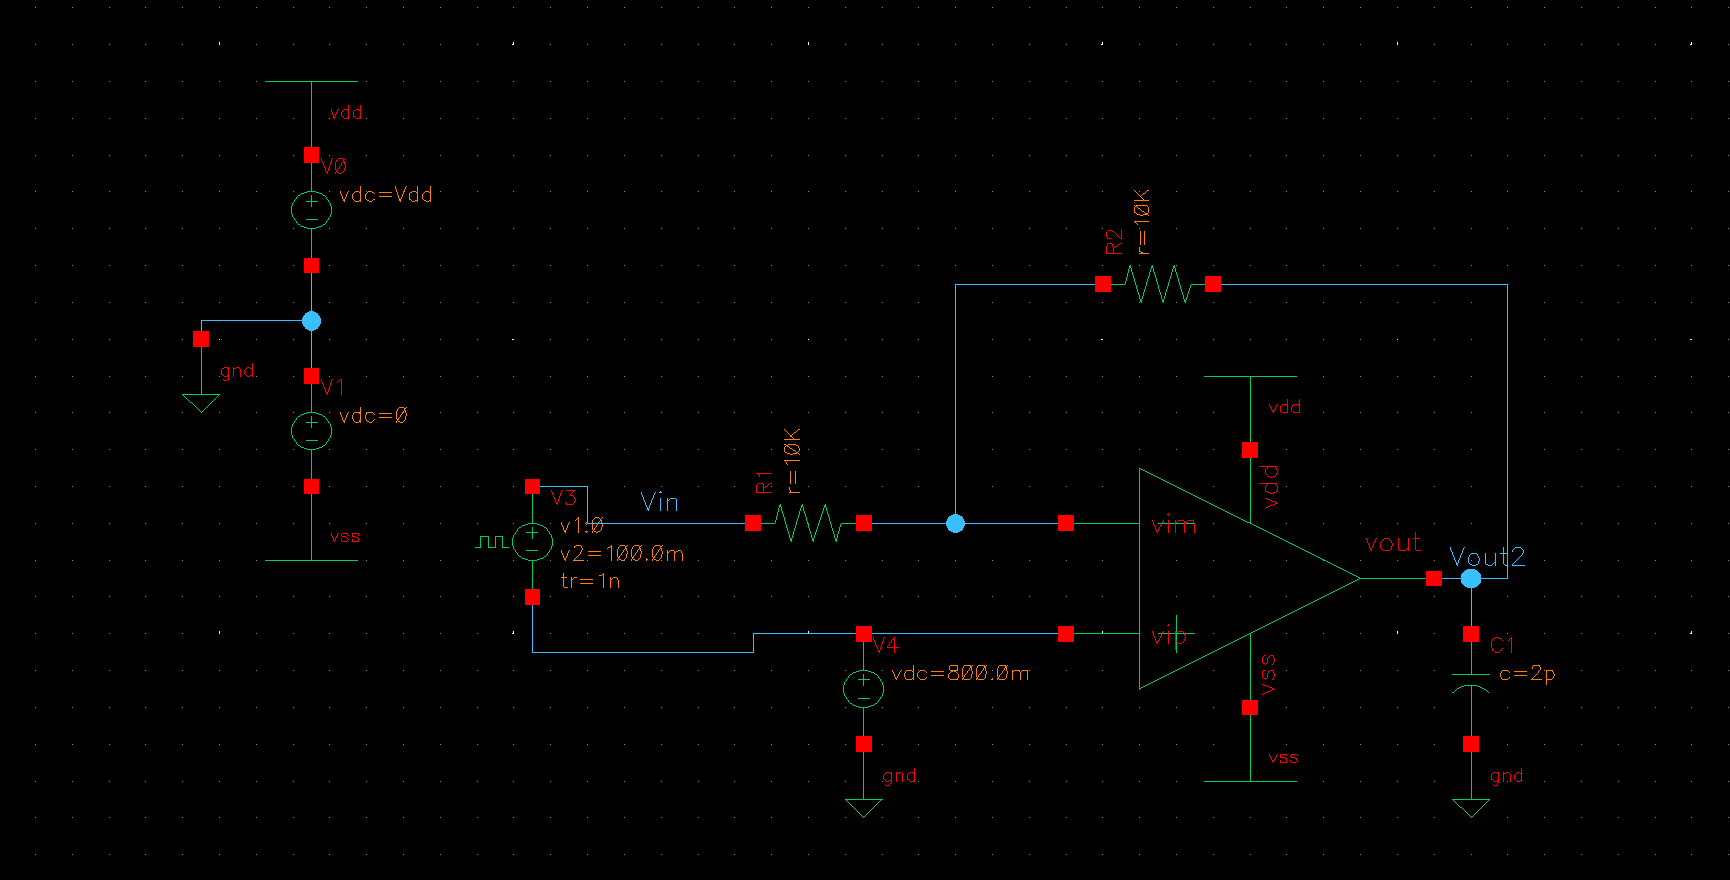 vdd
V0
vdc=Vdd
gnd
V1
vdc=0
vss
V3
v1:0
v2=100.0m
tr=1n
Vin
R1
r=10K
R2
r=10K
vdd
vdd
vim
vip
vout
Vout2
vss
vss
V4
vdc=800.0m
gnd
C1
c=2p
gnd